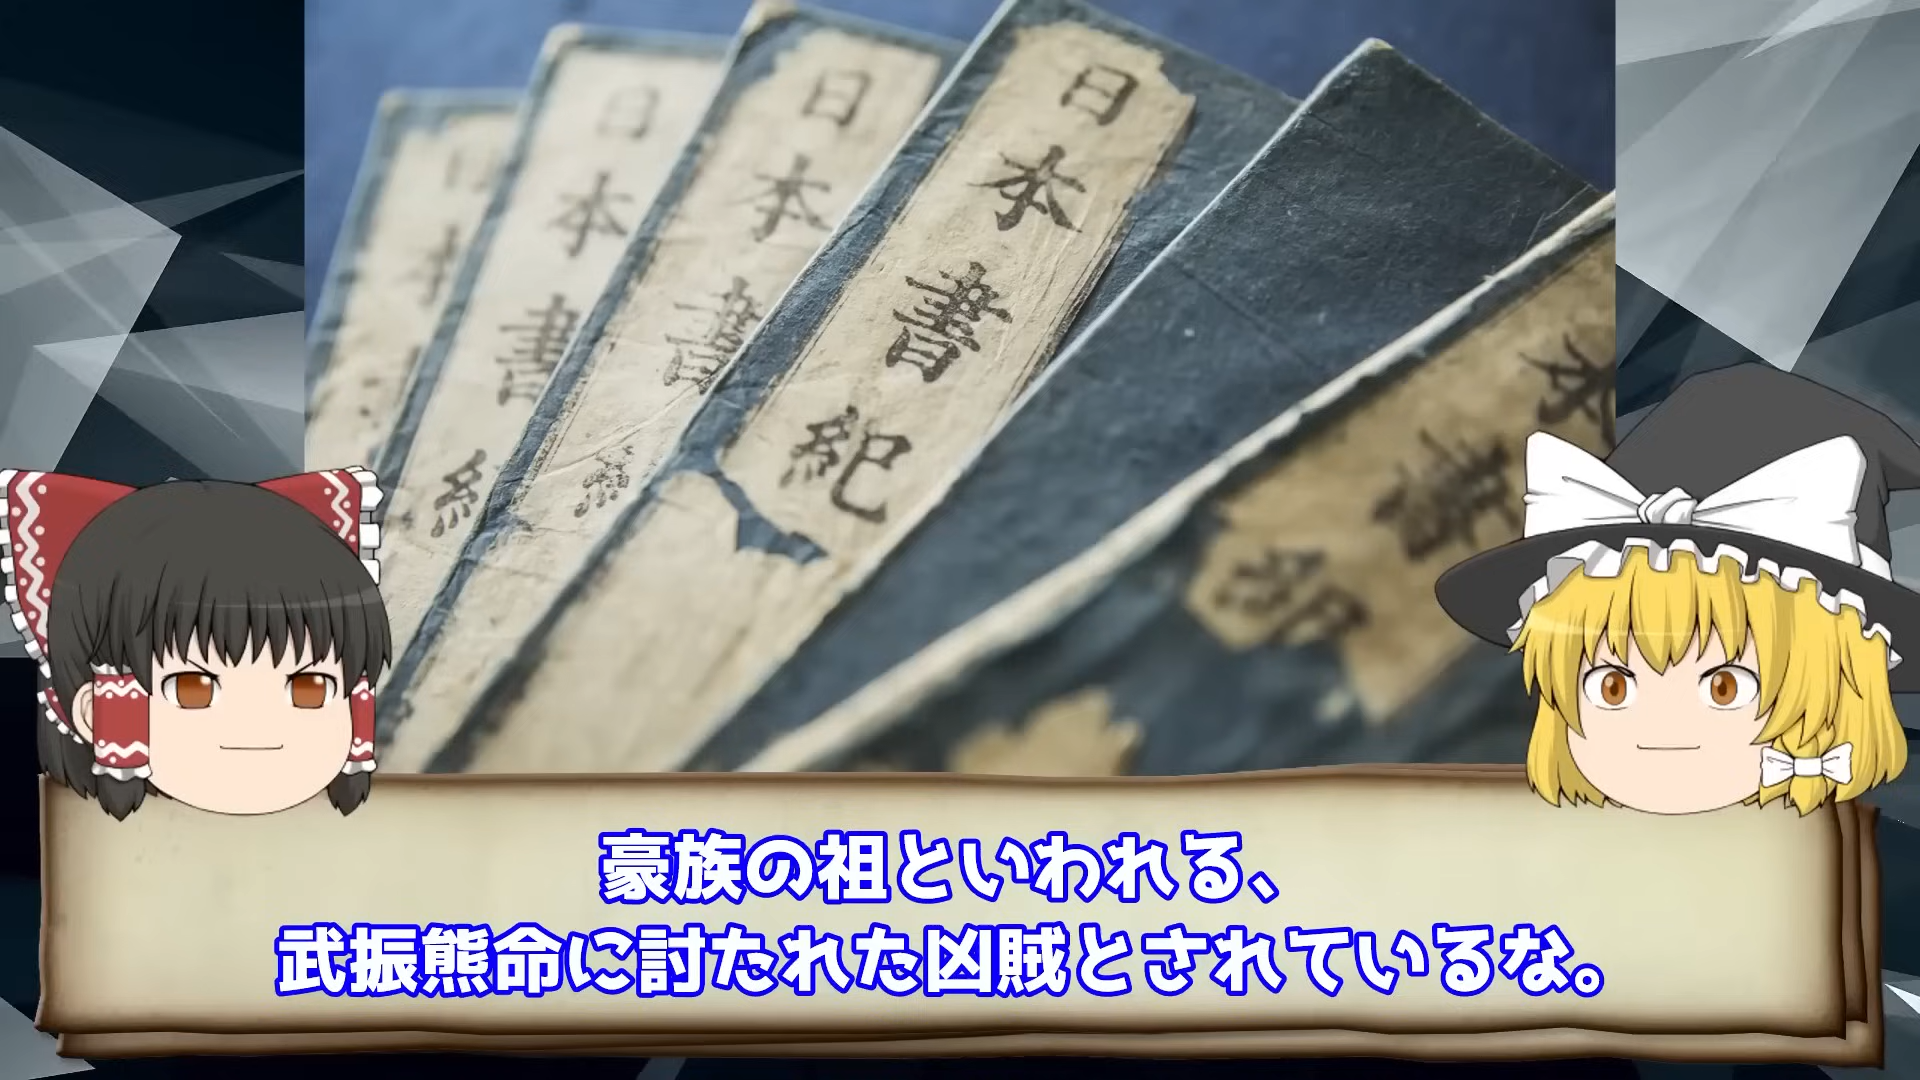 日本書紀
日本書紀
日本書
日本書紀
豪族の祖といわれる、
武振熊命に討たれた凶賊とされているな。